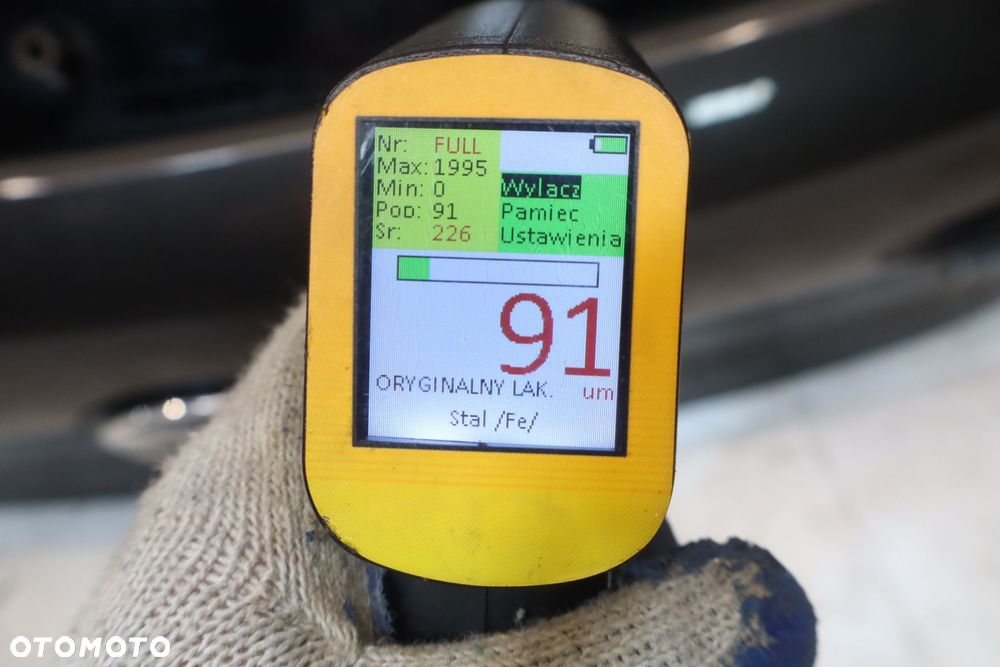 Nr: FULL
Max: 1995
Min: 0
Pop: 91
Sr: 226
Wylacz
Pamiec
Ustawienia
91
um
ORYGINALNY LAK.
Stal /Fe/
OTOMOTO